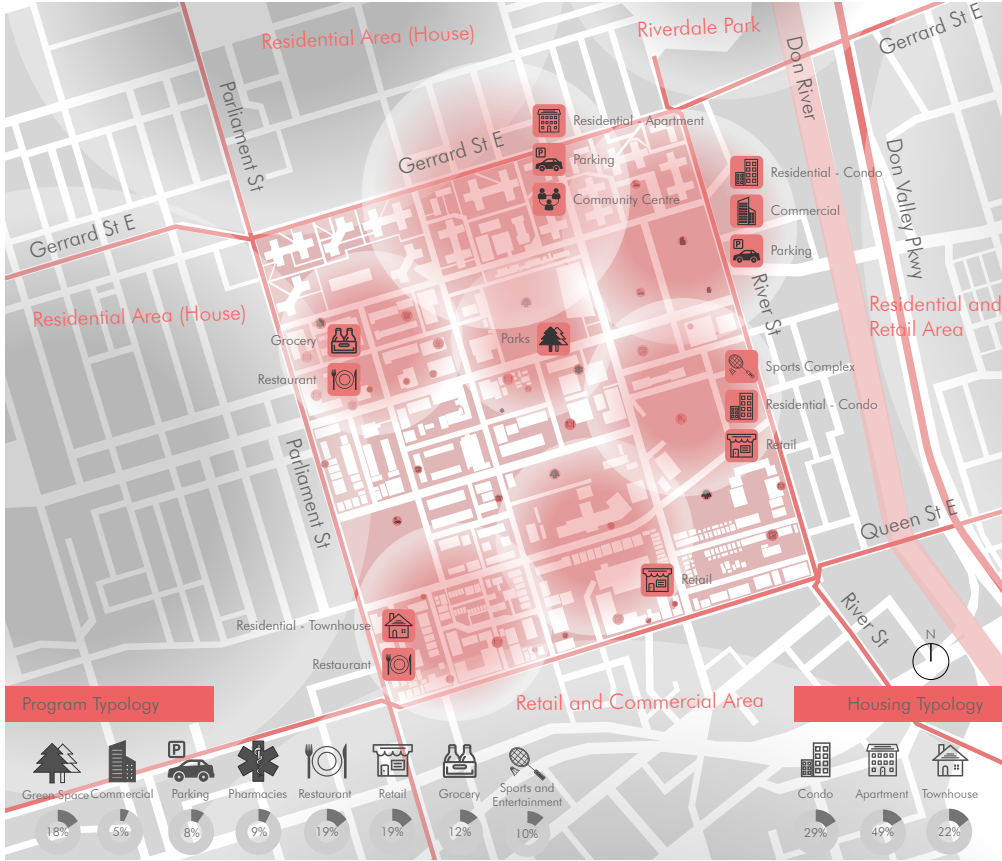 Residential Area (House)
Riverdale Park
Gerrard St E
Don River
Parliament St
Gerrard St E
Residential - Apartment
Parking
Community Centre
Residential - Condo
Commercial
Parking
Don Valley Pkwy
Gerrard St E
River St
Residential Area (House)
Residential and
Retail Area
Grocery
Restaurant
Parks
Sports Complex
Residential - Condo
Retail
Parliament St
Queen St E
Retail
River St
Residential - Townhouse
Restaurant
N
Retail and Commercial Area
Program Typology
Housing Typology
Green Space
Commercial
Parking
Pharmacies
Restaurant
Retail
Grocery
Sports and
Entertainment
Condo
Apartment
Townhouse
P
18%
5%
8%
9%
19%
19%
12%
10%
29%
49%
22%